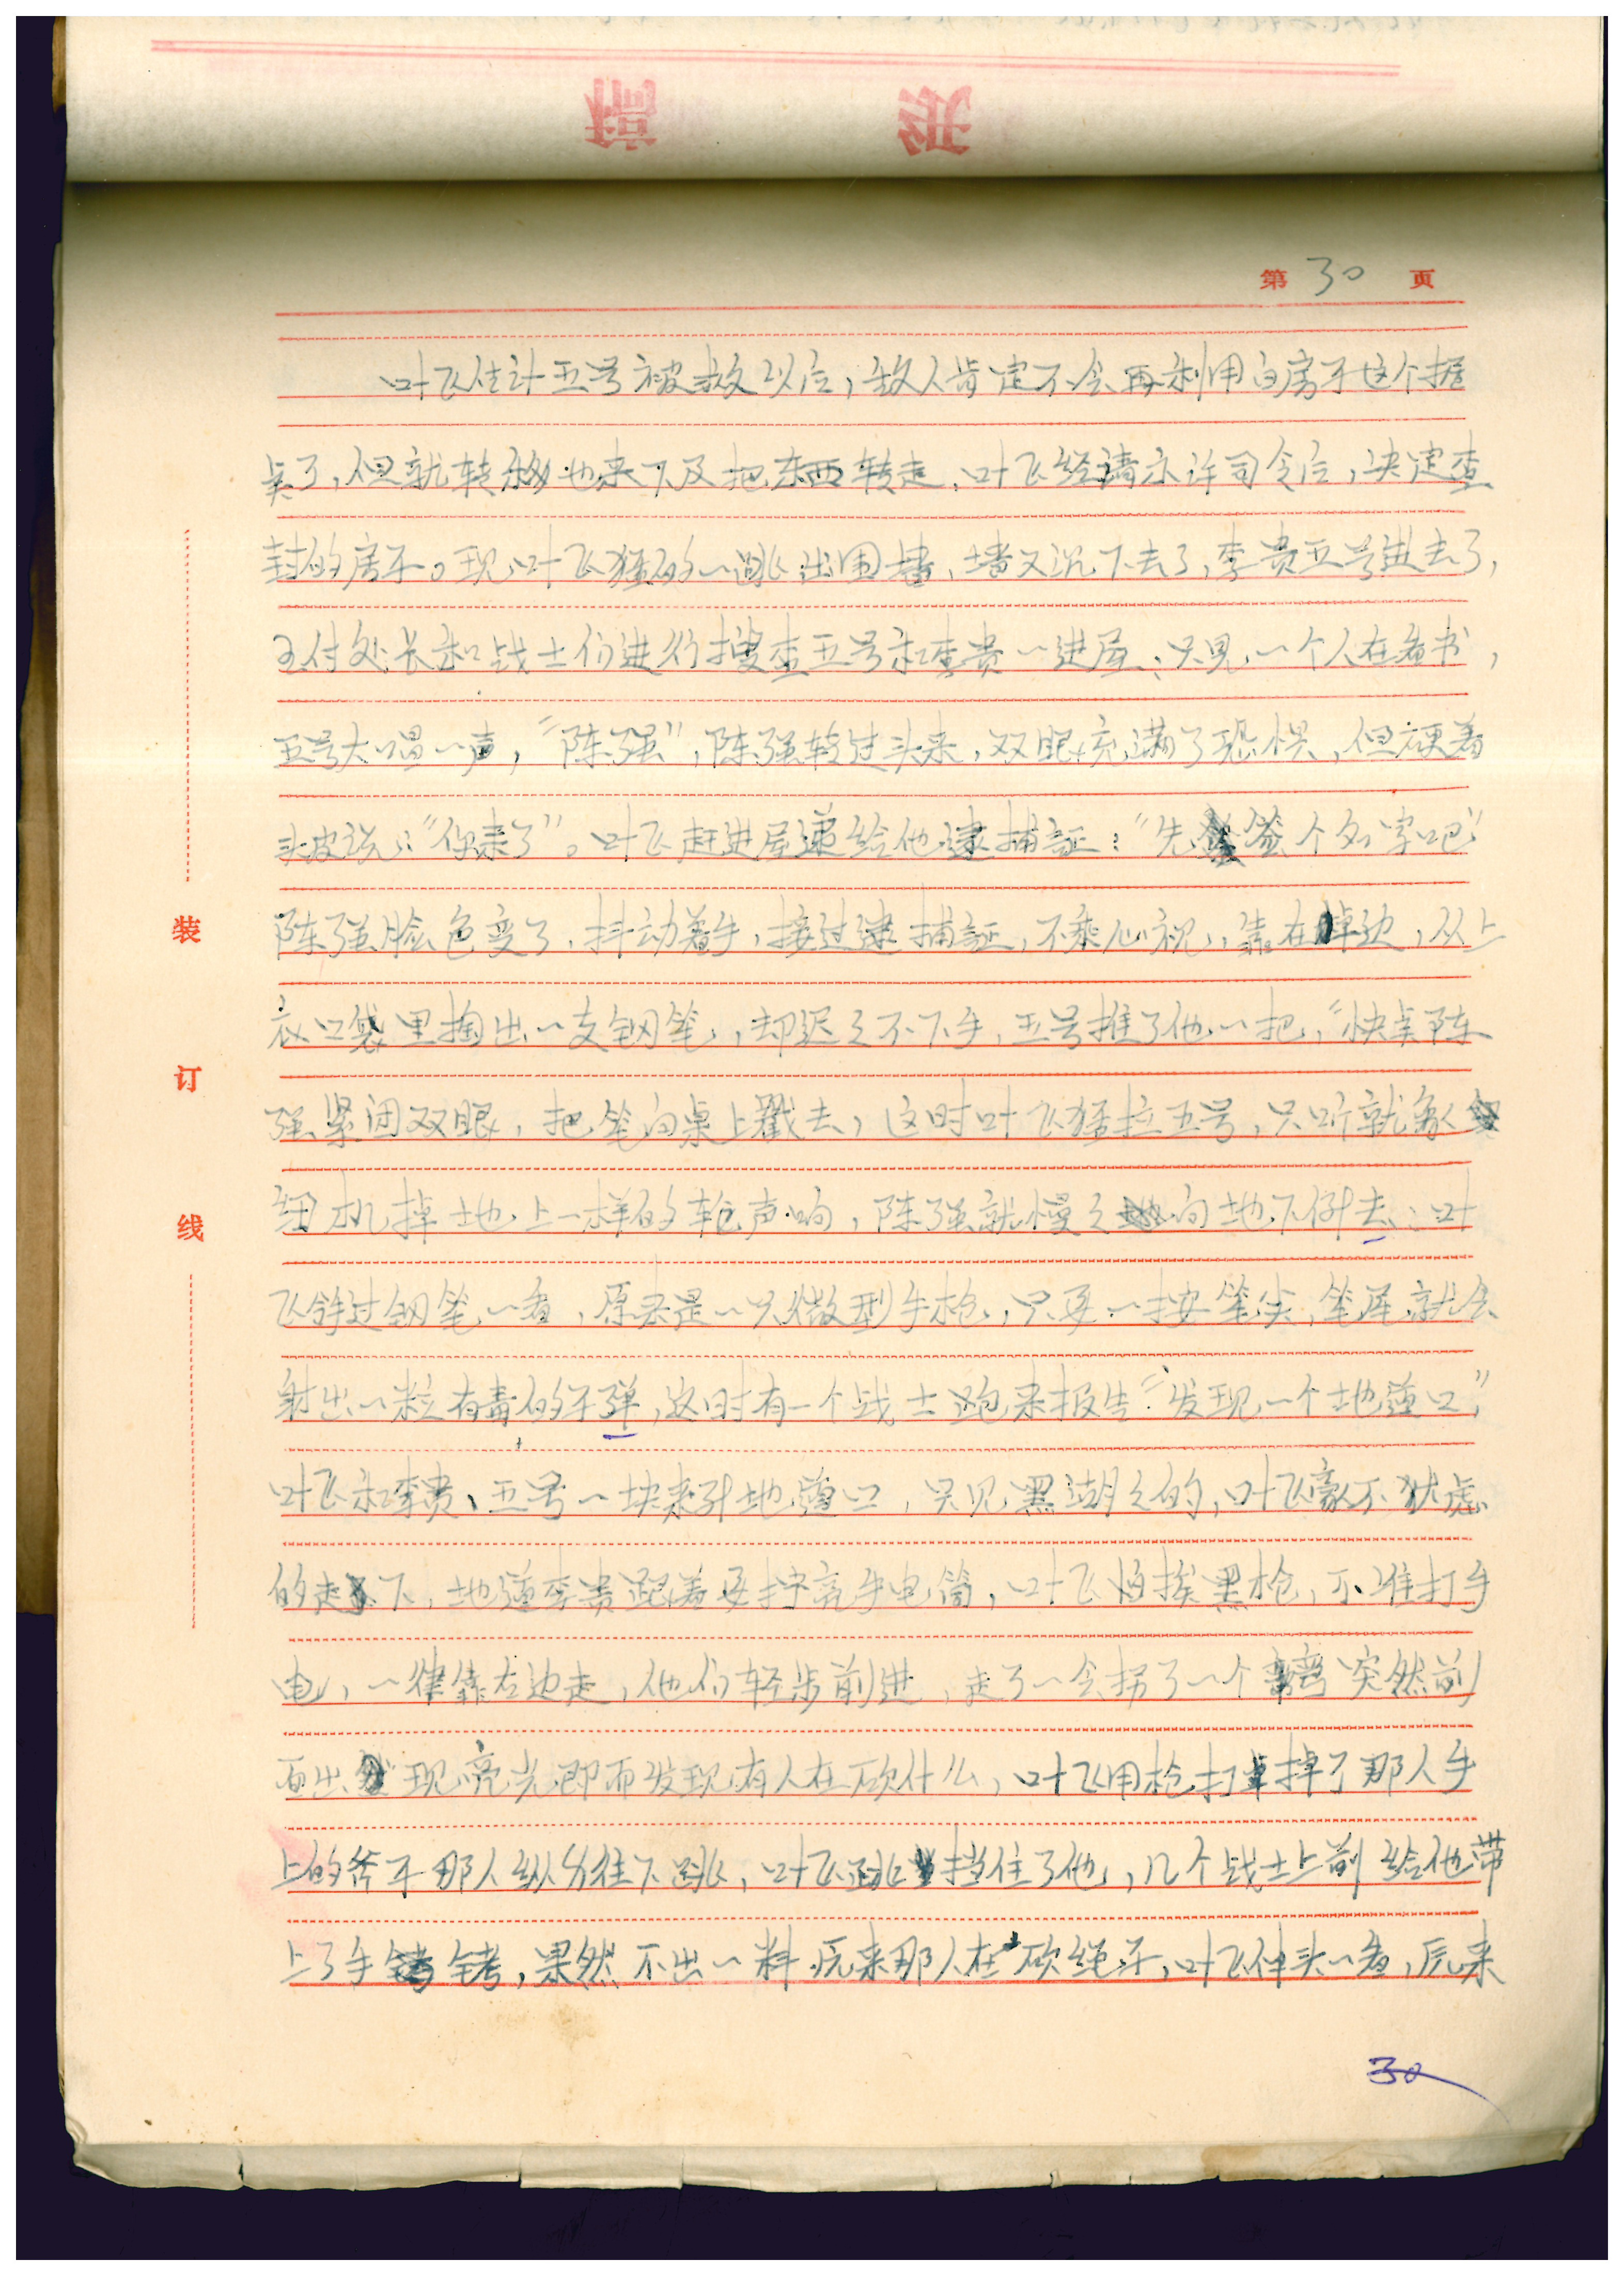 第 30 页
叶飞估计五号被救以后，敌人肯定不会再利用白房子这个据
点了，但就转移也来不及把东西转走，叶飞经请示许司令后，决定查
封白房子。现叶飞猛的一跳出围墙，墙又沉下去了，李贵五号进去了，
王付处长和战士们进行搜查五号和李贵一进屋，只见一个人在看书，
五号大唱一声，“陈强”，陈强转过头来，双眼充满了恐惧，但硬着
头皮说：“你来了”。叶飞赶进屋递给他逮捕证：“先签个名字吧”
陈强脸色变了，抖动着手，接过逮捕证，不乘心视，靠在掉边，从上
衣口袋里掏出一支钢笔，却迟々不下手，五号推了他一把，“快点陈
强紧闭双眼，把笔向桌上戳去，这时叶飞猛拉五号，只听就象
钢机掉地上一样的轮声响，陈强就慢々向地下倒去：叶
飞拿过钢笔一看，原来是一只微型手枪，只要一按笔尖，笔尾就会
射出一粒有毒的子弹，这时有一个战士跑来报告：“发现一个地道口”，
叶飞和李贵、五号一块来到地道口，只见黑湖々的，叶飞豪不犹虑
的走下，地道李贵跟着要打亮手电筒，叶飞怕挨黑枪，不准打手
电，一律靠右边走，他们轻步前进，走了一会拐了一个弯突然前
面出现亮光即而发现有人在砍什么，叶飞用枪打掉了那人手
上的斧子那人纵身往下跳，叶飞跳挡住了他，几个战士上前给他带
上了手铐，果然不出一料原来那人在砍绳子，叶飞伸头一看，原来
装
订
线
30